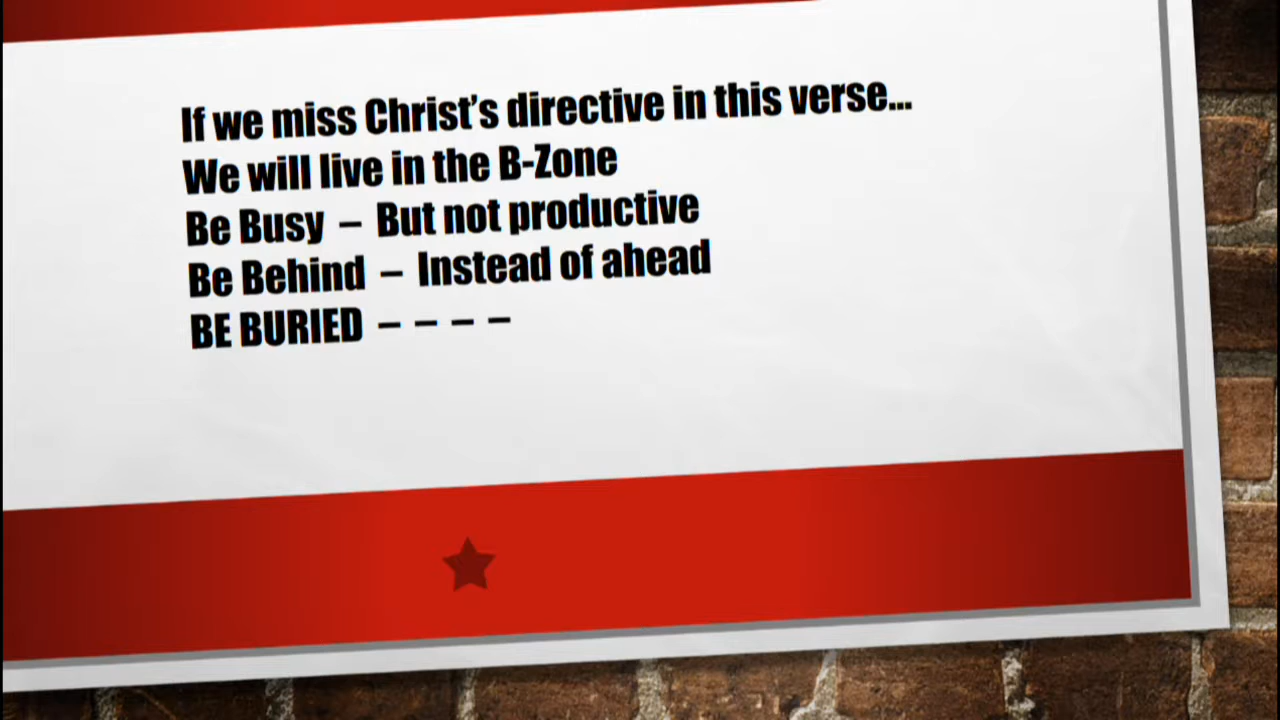 If we miss Christ's directive in this verse...
We will live in the B-Zone
Be Busy – But not productive
Be Behind – Instead of ahead
BE BURIED – – – –